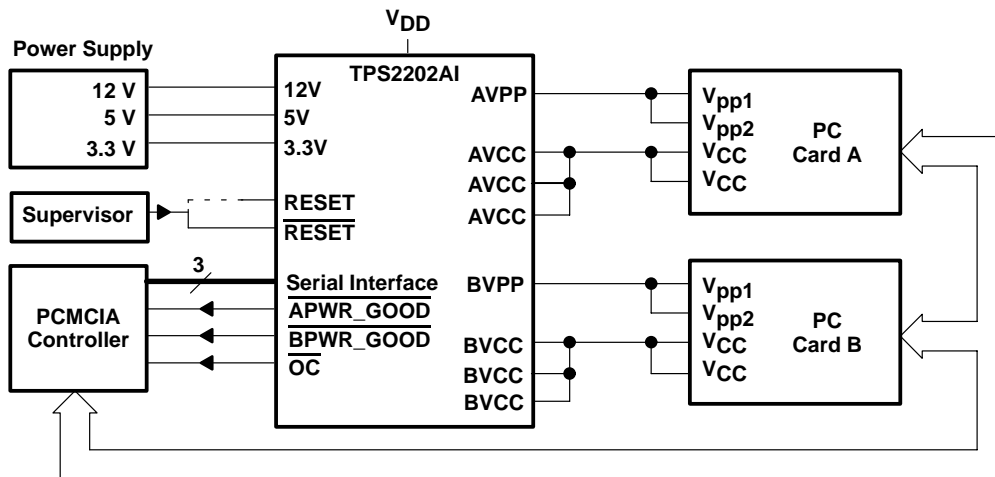 VDD
Power Supply
12 V
5 V
3.3 V
Supervisor
3
PCMCIA
Controller
TPS2202AI
12V
5V
3.3V
RESET
RESET
Serial Interface
APWR_GOOD
BPWR_GOOD
OC
AVPP
AVCC
AVCC
AVCC
BVPP
BVCC
BVCC
BVCC
Vpp1
Vpp2
VCC
VCC
PC
Card A
Vpp1
Vpp2
VCC
VCC
PC
Card B